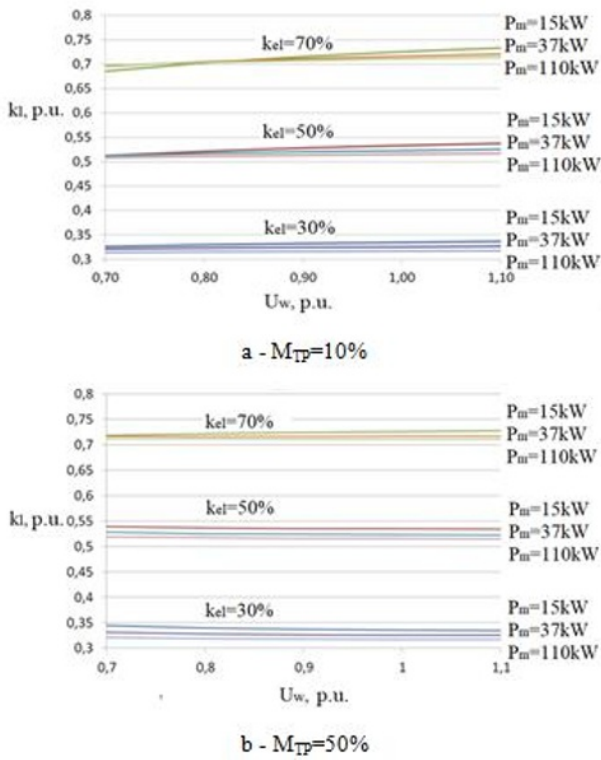 0,8
0,75
kel=70%
Pm=15kW
0,7
Pm=37kW
0,65
Pm=110kW
kl, p.u.
0,6
0,55
kel=50%
Pm=15kW
0,5
Pm=37kW
0,45
Pm=110kW
0,4
0,35
kel=30%
Pm=15kW
0,3
Pm=37kW
Pm=110kW
0,70 0,80 0,90 1,00 1,10
Uw, p.u.
a - MTP=10%
0,8
0,75
kel=70%
Pm=15kW
0,7
Pm=37kW
0,65
Pm=110kW
0,6
kl, p.u.
0,55
kel=50%
Pm=15kW
0,5
Pm=37kW
0,45
Pm=110kW
0,4
0,35
kel=30%
Pm=15kW
0,3
Pm=37kW
Pm=110kW
0,7 0,8 0,9 1 1,1
Uw, p.u.
b - MTP=50%